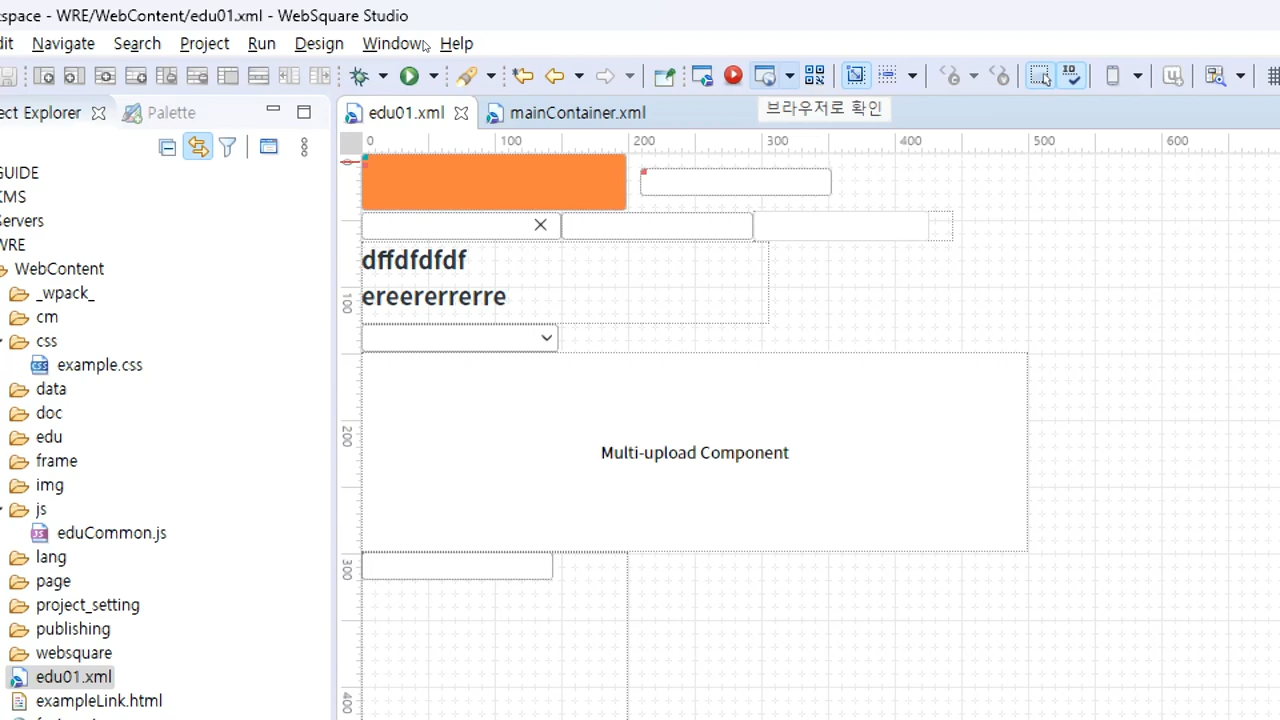 space - WRE/WebContent/edu01.xml - WebSquare Studio
dit Navigate Search Project Run Design Window Help
ect Explorer Palette
edu01.xml mainContainer.xml
브라우저로 확인
0 100 200 300 400 500 600
GUIDE
KMS
Servers
WRE
WebContent
_wpack_
cm
css
example.css
data
doc
edu
frame
img
js
eduCommon.js
lang
page
project_setting
publishing
websquare
edu01.xml
exampleLink.html
dffdfdfdf
ereererrerre
100
Multi-upload Component
200
300
400